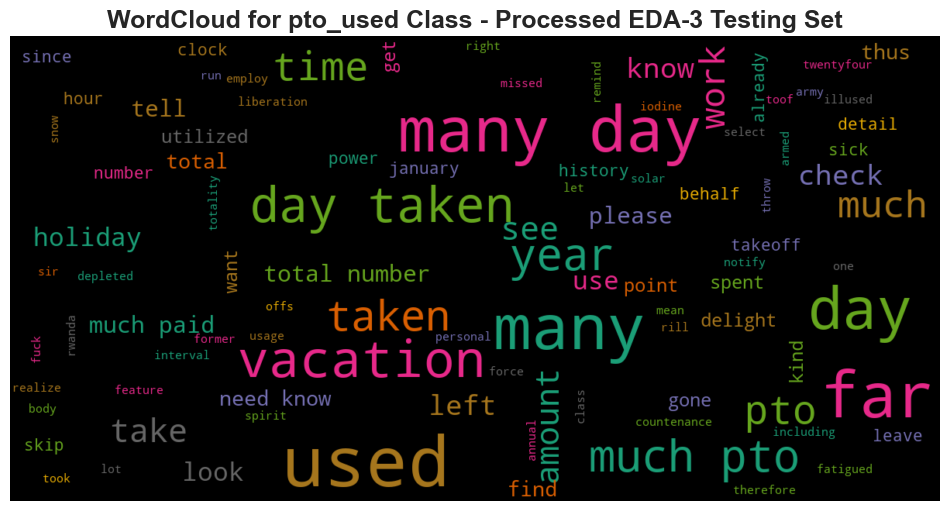 WordCloud for pto_used Class - Processed EDA-3 Testing Set
since
clock
time
get
right
missed
remind
know
work
already
twentyfour
thus
run
employ
hour
tell
liberation
many day
iodine
toof
army
illused
detail
snow
utilized
select
armed
sick
number
total
power
january
history
solar
let
behalf
throw
check
much
totality
day taken
see
please
holiday
year
takeoff
notify
one
sir
depleted
want
total number
use
point
spent
mean
rill
delight
day
offs
taken
many
much paid
former
usage
personal
fuck
rwanda
interval
vacation
force
kind
far
realize
feature
need know
left
amount
class
gone
pto
body
spirit
countenance
including
leave
skip
take
annual
much pto
took
lot
look
used
find
fatigued
therefore